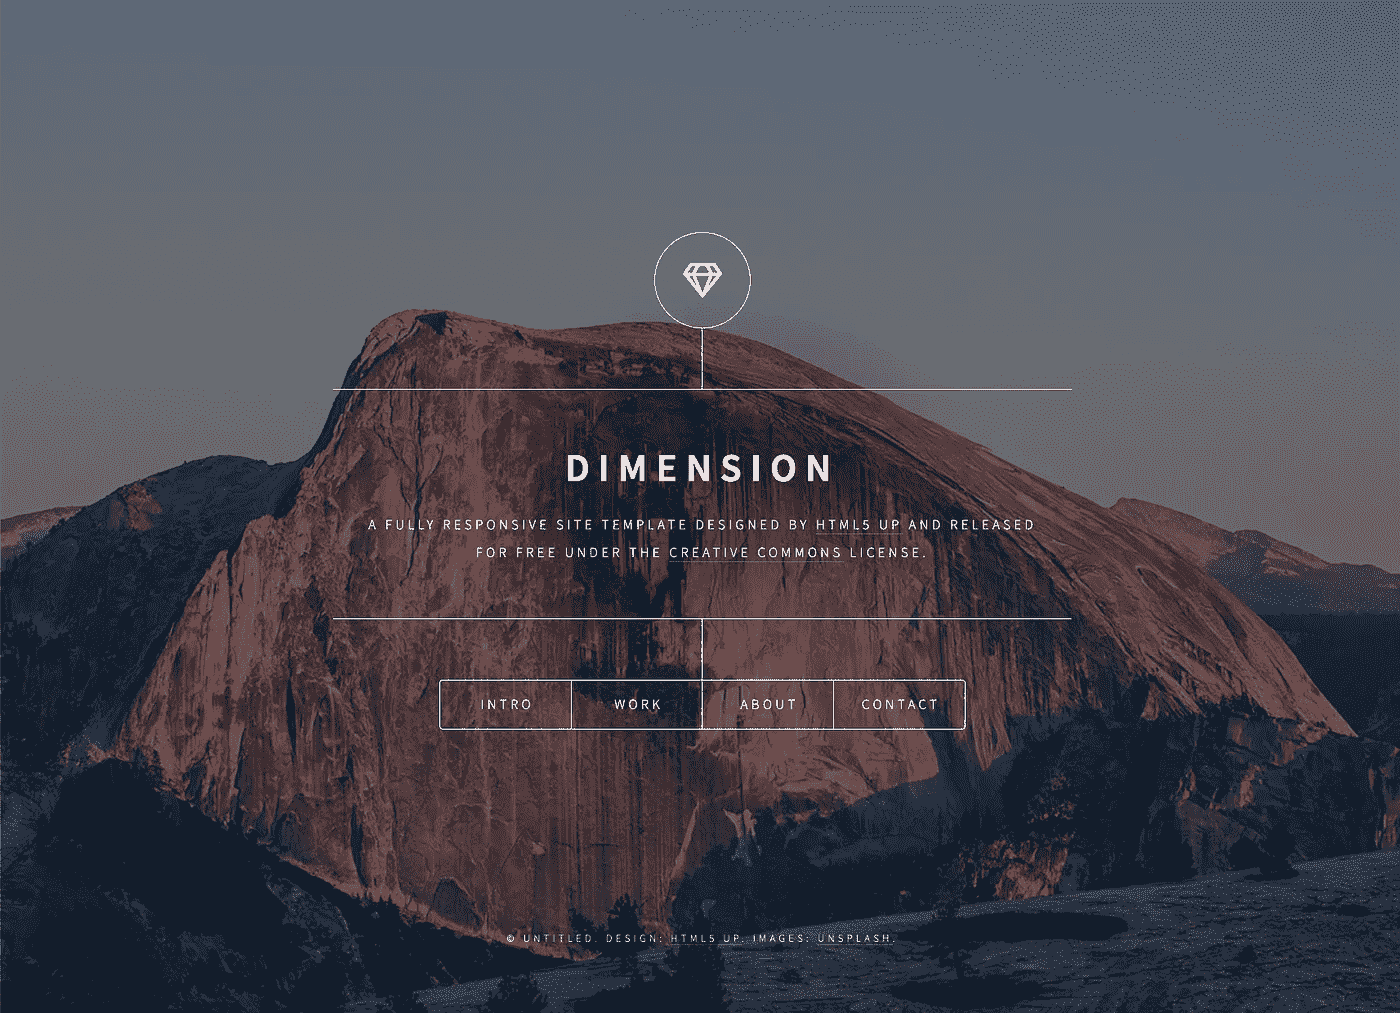 DIMENSION
A FULLY RESPONSIVE SITE TEMPLATE DESIGNED BY HTML5 UP AND RELEASED
FOR FREE UNDER THE CREATIVE COMMONS LICENSE.
INTRO WORK ABOUT CONTACT
© UNTITLED. DESIGN: HTML5 UP. IMAGES: UNSPLASH.